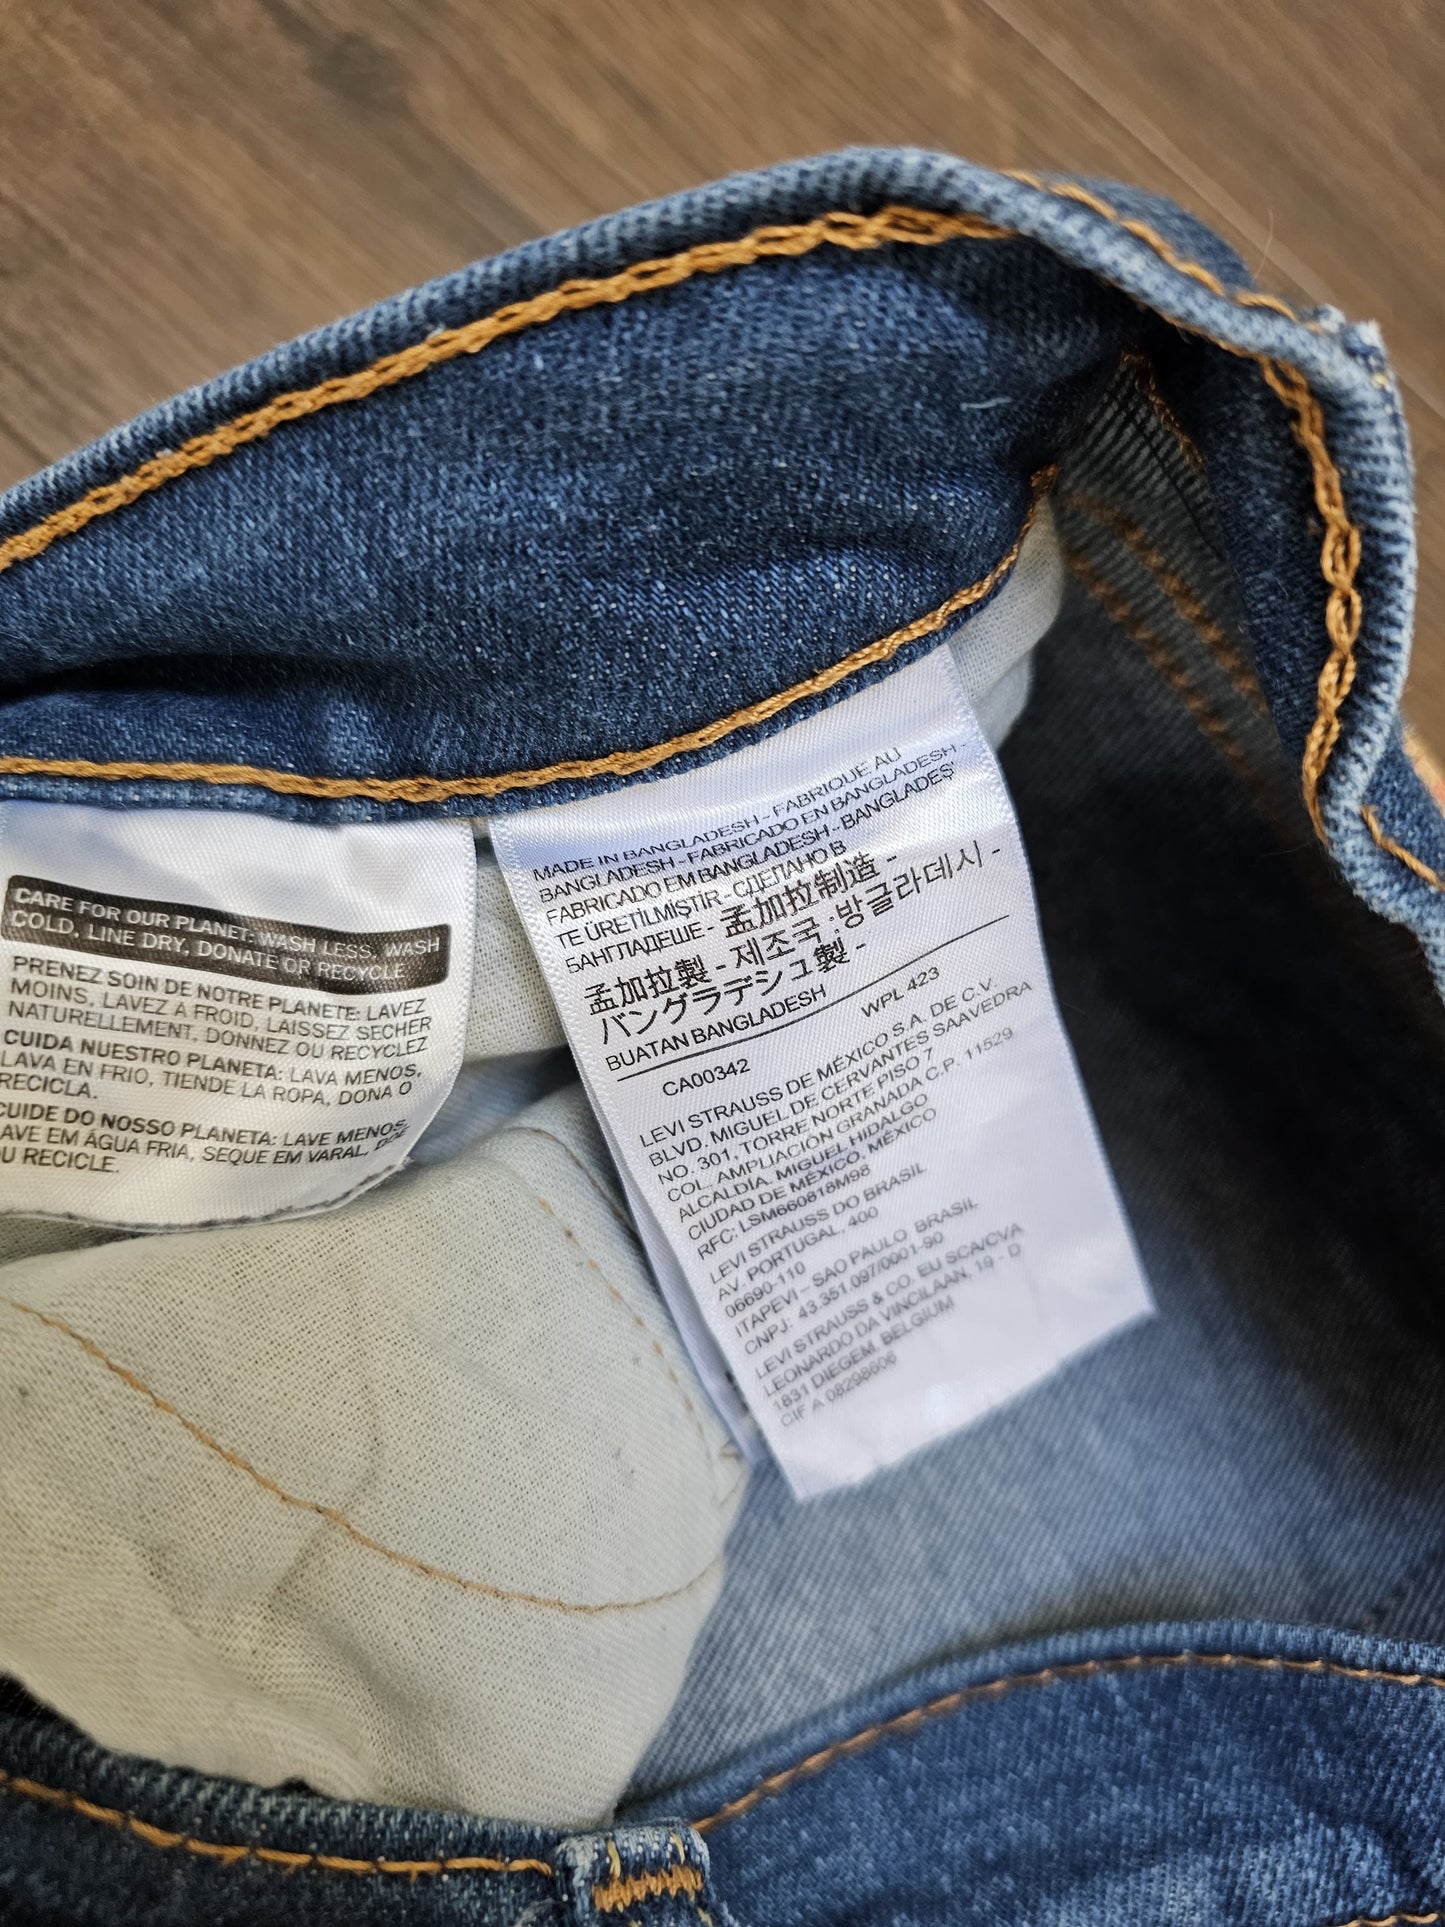 CARE FOR OUR PLANET: WASH LESS, WASH
COLD, LINE DRY, DONATE OR RECYCLE
PRENEZ SOIN DE NOTRE PLANETE: LAVEZ
MOINS, LAVEZ À FROID, LAISSEZ SECHER
NATURELLEMENT, DONNEZ OU RECYCLEZ
CUIDA NUESTRO PLANETA: LAVA MENOS,
LAVA EN FRIO, TIENDE LA ROPA, DONA O
RECICLA.
CUIDE DO NOSSO PLANETA: LAVE MENOS,
LAVE EM ÁGUA FRIA, SEQUE EM VARAL, DOE
OU RECICLE.
MADE IN BANGLADESH - FABRIQUE AU
BANGLADESH - FABRICADO EN BANGLADESH -
FABRICADO EM BANGLADESH - BANGLADEŞ'
TE ÜRETİLMİŞTİR - СДЕЛАНО В
БАНГЛАДЕШЕ - 孟加拉制造 -
孟加拉製 - 제조국 :방글라데시 -
バングラデシュ製 -
BUATAN BANGLADESH
CA00342 WPL 423
LEVI STRAUSS DE MÉXICO S.A. DE C.V.
BLVD. MIGUEL DE CERVANTES SAAVEDRA
NO. 301, TORRE NORTE PISO 7
COL. AMPLIACIÓN GRANADA C.P. 11529
ALCALDÍA. MIGUEL HIDALGO
CIUDAD DE MÉXICO. MÉXICO
RFC: LSM660818M98
LEVI STRAUSS DO BRASIL
AV. PORTUGAL, 400
06690-110
ITAPEVI – SAO PAULO BRASIL
CNPJ: 43.351.097/0001-90
LEVI STRAUSS & CO. EU SCA/CVA
LEONARDO DA VINCILAAN, 19 - D
1831 DIEGEM, BELGIUM
CIF A 08298606